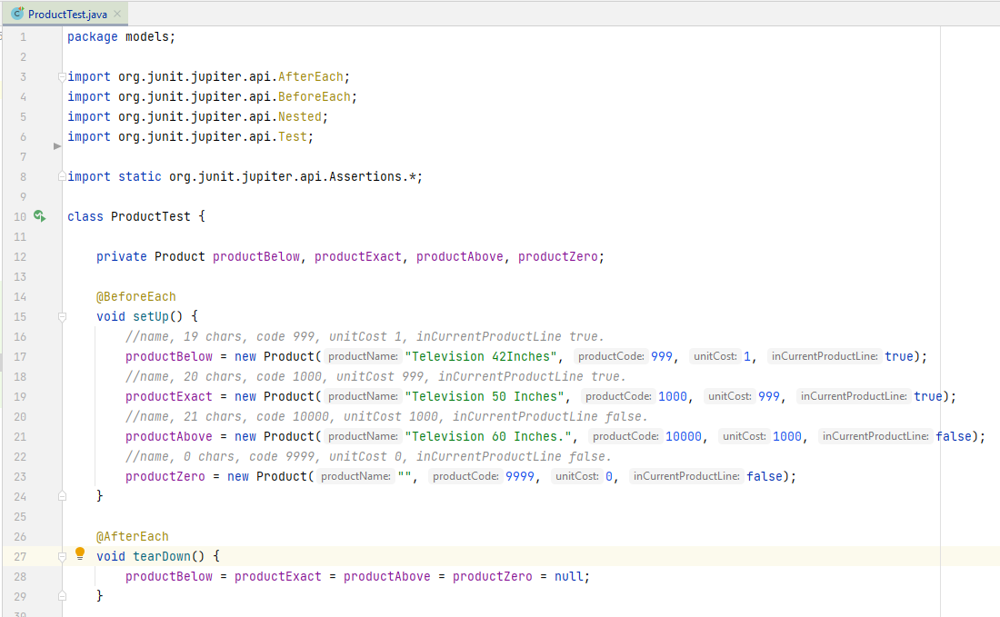 ProductTest.java
1 package models;
2
3 import org.junit.jupiter.api.AfterEach;
4 import org.junit.jupiter.api.BeforeEach;
5 import org.junit.jupiter.api.Nested;
6 import org.junit.jupiter.api.Test;
7
8 import static org.junit.jupiter.api.Assertions.*;
9
10 class ProductTest {
11
12 private Product productBelow, productExact, productAbove, productZero;
13
14 @BeforeEach
15 void setUp() {
16 //name, 19 chars, code 999, unitCost 1, inCurrentProductLine true.
17 productBelow = new Product( productName: "Television 42Inches", productCode: 999, unitCost: 1, inCurrentProductLine: true);
18 //name, 20 chars, code 1000, unitCost 999, inCurrentProductLine true.
19 productExact = new Product( productName: "Television 50 Inches", productCode: 1000, unitCost: 999, inCurrentProductLine: true);
20 //name, 21 chars, code 10000, unitCost 1000, inCurrentProductLine false.
21 productAbove = new Product( productName: "Television 60 Inches.", productCode: 10000, unitCost: 1000, inCurrentProductLine: false);
22 //name, 0 chars, code 9999, unitCost 0, inCurrentProductLine false.
23 productZero = new Product( productName: "", productCode: 9999, unitCost: 0, inCurrentProductLine: false);
24 }
25
26 @AfterEach
27 void tearDown() {
28 productBelow = productExact = productAbove = productZero = null;
29 }
30